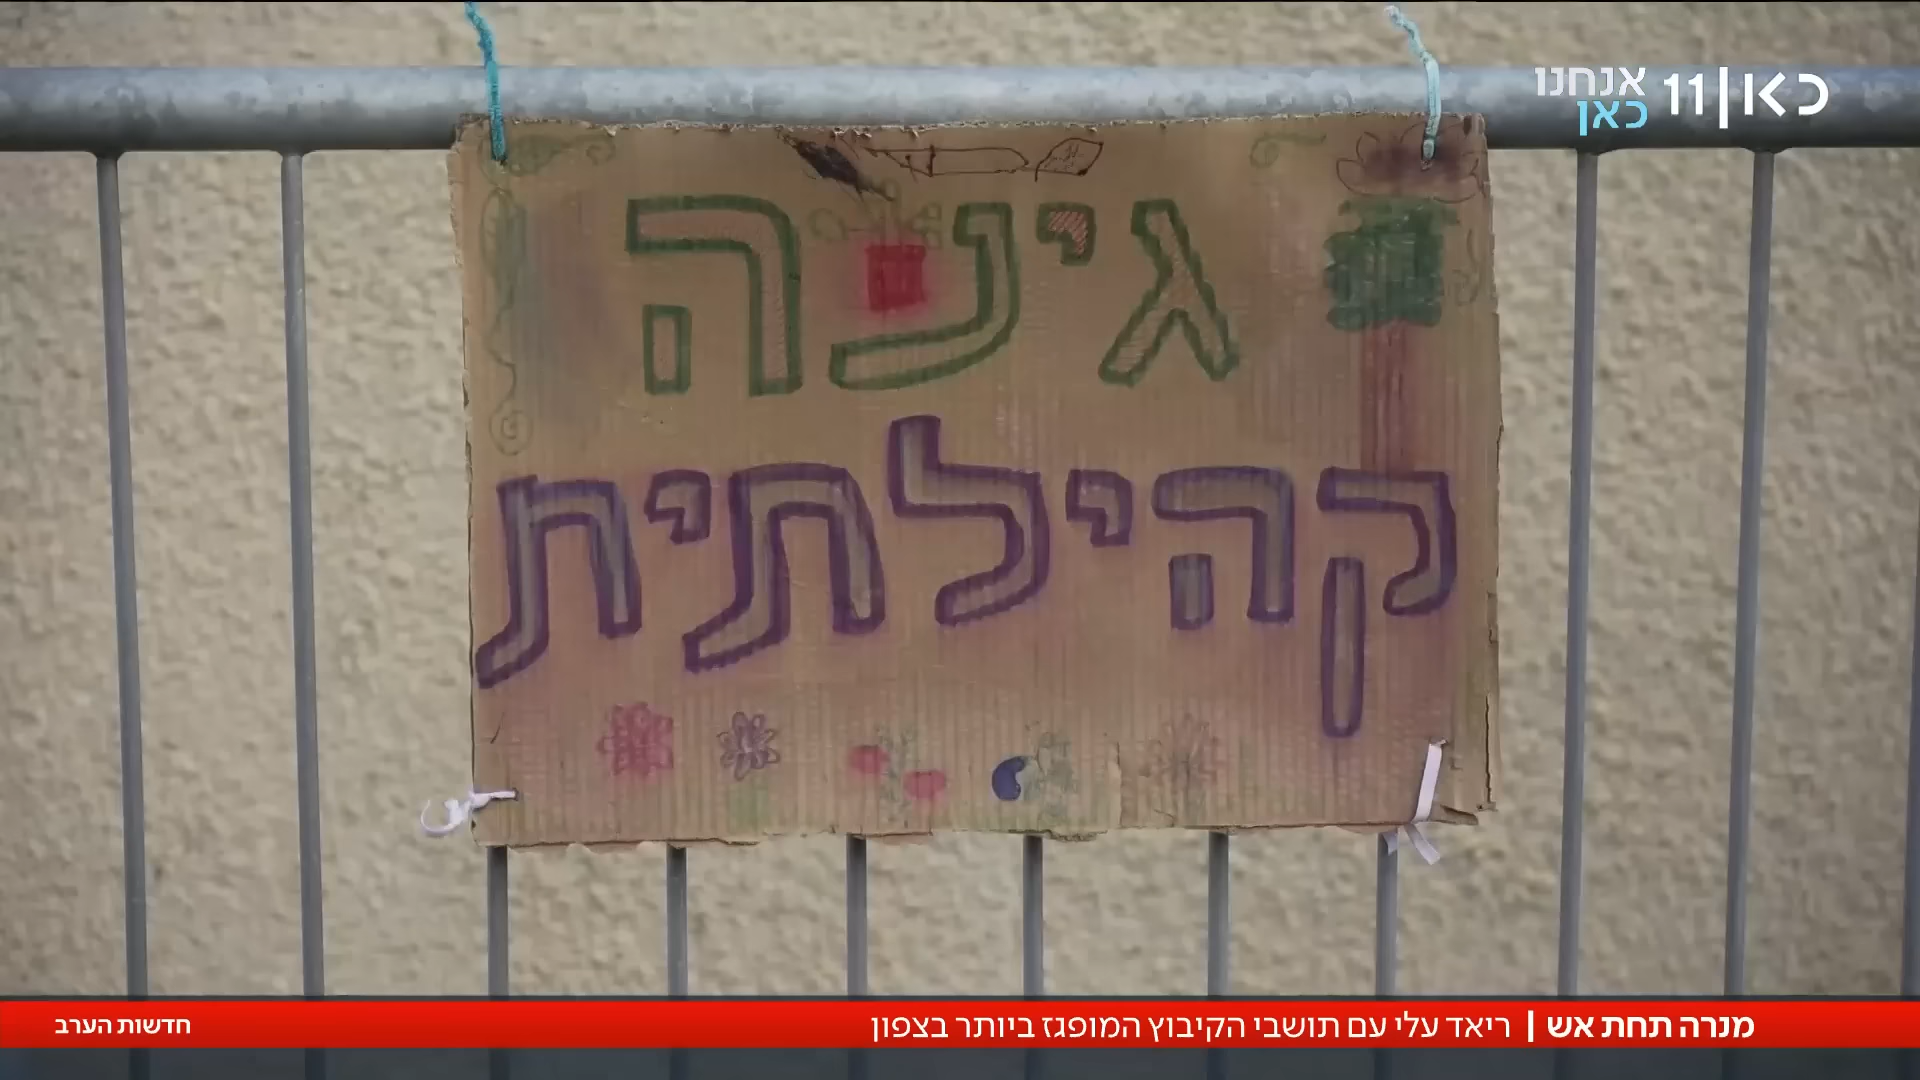 אנחנו
כאן
כאן|11
גינה
קהילתית
מנרה תחת אש | ריאד עלי עם תושבי הקיבוץ המופגז ביותר בצפון
חדשות הערב